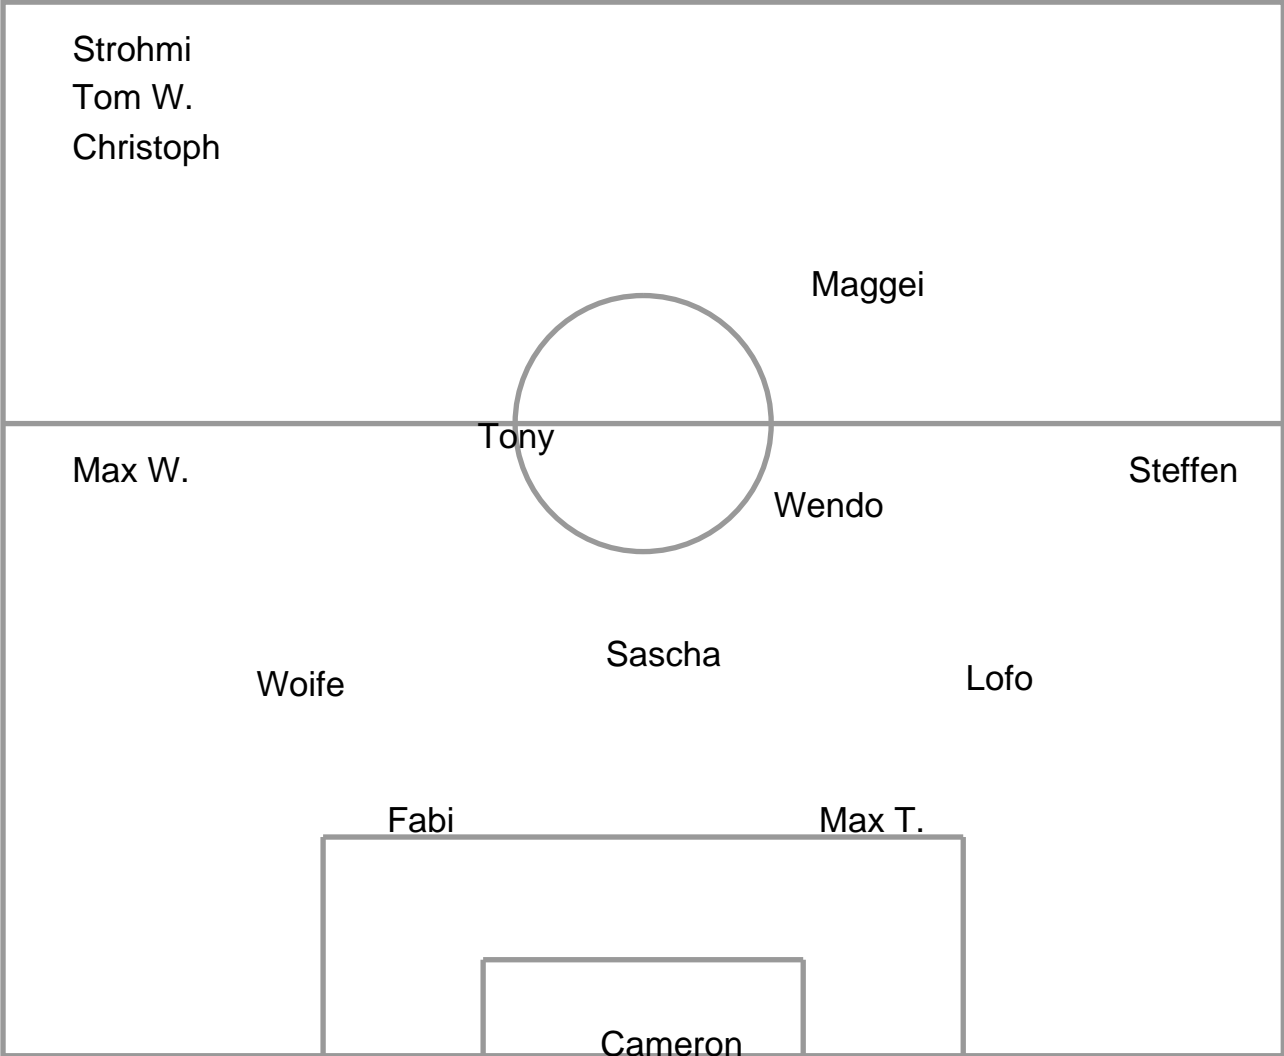 Strohmi
Tom W.
Christoph
Maggei
Tony
Max W.
Steffen
Wendo
Sascha
Woife
Lofo
Fabi
Max T.
Cameron